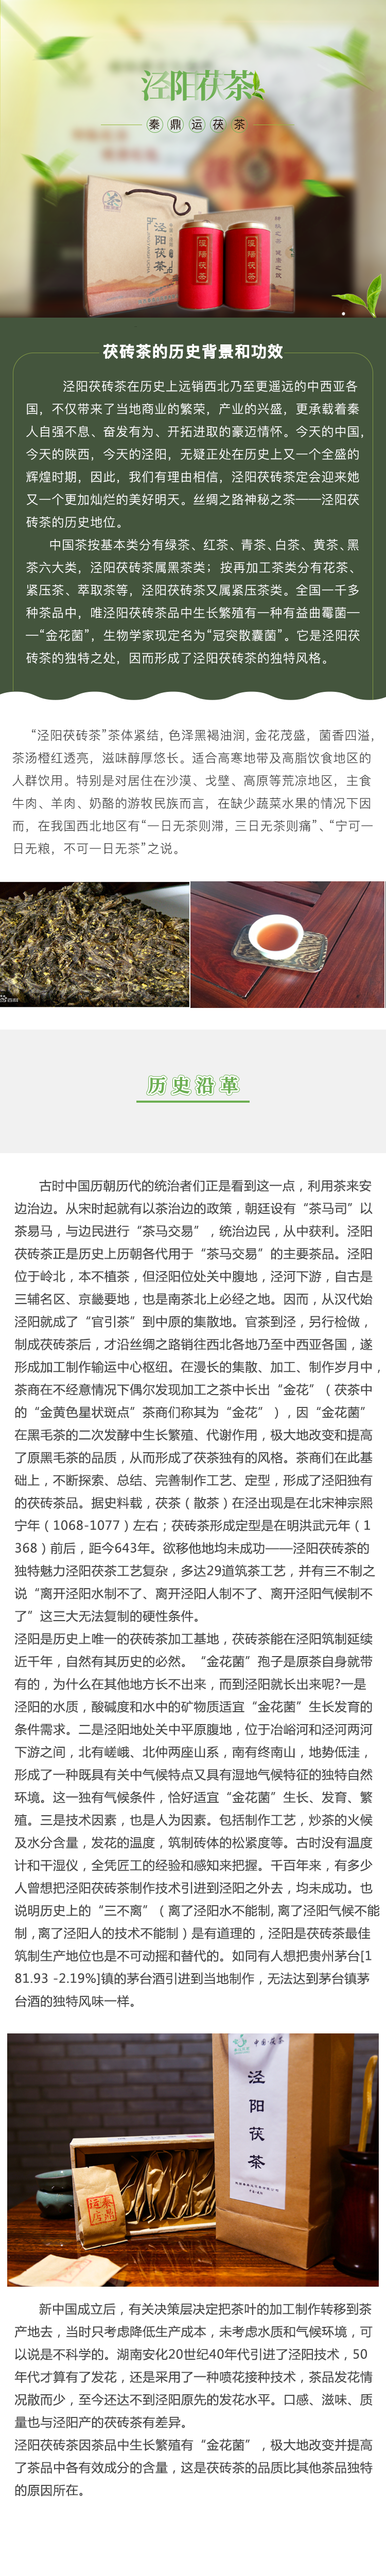 泾阳茯茶
秦鼎运茯茶
泾阳茯茶
泾阳茯茶
泾阳茯茶
茯砖茶的历史背景和功效
泾阳茯砖茶在历史上远销西北乃至更遥远的中西亚各
国，不仅带来了当地商业的繁荣，产业的兴盛，更承载着秦
人自强不息、奋发有为、开拓进取的豪迈情怀。今天的中国，
今天的陕西，今天的泾阳，无疑正处在历史上又一个全盛的
辉煌时期，因此，我们有理由相信，泾阳茯砖茶定会迎来她
又一个更加灿烂的美好明天。丝绸之路神秘之茶——泾阳茯
砖茶的历史地位。
中国茶按基本类分有绿茶、红茶、青茶、白茶、黄茶、黑
茶六大类，泾阳茯砖茶属黑茶类；按再加工茶类分有花茶、
紧压茶、萃取茶等，泾阳茯砖茶又属紧压茶类。全国一千多
种茶品中，唯泾阳茯砖茶品中生长繁殖有一种有益曲霉菌—
—“金花菌”，生物学家现定名为“冠突散囊菌”。它是泾阳茯
砖茶的独特之处，因而形成了泾阳茯砖茶的独特风格。
“泾阳茯砖茶”茶体紧结，色泽黑褐油润，金花茂盛，菌香四溢，
茶汤橙红透亮，滋味醇厚悠长。适合高寒地带及高脂饮食地区的
人群饮用。特别是对居住在沙漠、戈壁、高原等荒凉地区，主食
牛肉、羊肉、奶酪的游牧民族而言，在缺少蔬菜水果的情况下因
而，在我国西北地区有“一日无茶则滞，三日无茶则痛”、“宁可一
日无粮，不可一日无茶”之说。
历史沿革
古时中国历朝历代的统治者们正是看到这一点，利用茶来安
边治边。从宋时起就有以茶治边的政策，朝廷设有“茶马司”以
茶易马，与边民进行“茶马交易”，统治边民，从中获利。泾阳
茯砖茶正是历史上历朝各代用于“茶马交易”的主要茶品。泾阳
位于岭北，本不植茶，但泾阳位处关中腹地，泾河下游，自古是
三辅名区、京畿要地，也是南茶北上必经之地。因而，从汉代始
泾阳就成了“官引茶”到中原的集散地。官茶到泾，另行检做，
制成茯砖茶后，才沿丝绸之路销往西北各地乃至中西亚各国，遂
形成加工制作输运中心枢纽。在漫长的集散、加工、制作岁月中，
茶商在不经意情况下偶尔发现加工之茶中长出“金花”（茯茶中
的“金黄色星状斑点”茶商们称其为“金花”），因“金花菌”
在黑毛茶的二次发酵中生长繁殖、代谢作用，极大地改变和提高
了原黑毛茶的品质，从而形成了茯茶独有的风格。茶商们在此基
础上，不断探索、总结、完善制作工艺、定型，形成了泾阳独有
的茯砖茶品。据史料载，茯茶（散茶）在泾出现是在北宋神宗熙
宁年（1068-1077）左右；茯砖茶形成定型是在明洪武元年（1
368）前后，距今643年。欲移他地均未成功——泾阳茯砖茶的
独特魅力泾阳茯茶工艺复杂，多达29道筑茶工艺，并有三不制之
说“离开泾阳水制不了、离开泾阳人制不了、离开泾阳气候制不
了”这三大无法复制的硬性条件。
泾阳是历史上唯一的茯砖茶加工基地，茯砖茶能在泾阳筑制延续
近千年，自然有其历史的必然。“金花菌”孢子是原茶自身就带
有的，为什么在其他地方长不出来，而到泾阳就长出来呢?一是
泾阳的水质，酸碱度和水中的矿物质适宜“金花菌”生长发育的
条件需求。二是泾阳地处关中平原腹地，位于冶峪河和泾河两河
下游之间，北有嵯峨、北仲两座山系，南有终南山，地势低洼，
形成了一种既具有关中气候特点又具有湿地气候特征的独特自然
环境。这一独有气候条件，恰好适宜“金花菌”生长、发育、繁
殖。三是技术因素，也是人为因素。包括制作工艺，炒茶的火候
及水分含量，发花的温度，筑制砖体的松紧度等。古时没有温度
计和干湿仪，全凭匠工的经验和感知来把握。千百年来，有多少
人曾想把泾阳茯砖茶制作技术引进到泾阳之外去，均未成功。也
说明历史上的“三不离”（离了泾阳水不能制,离了泾阳气候不能
制，离了泾阳人的技术不能制）是有道理的，泾阳是茯砖茶最佳
筑制生产地位也是不可动摇和替代的。如同有人想把贵州茅台[1
81.93 -2.19%]镇的茅台酒引进到当地制作，无法达到茅台镇茅
台酒的独特风味一样。
中国·茯茶
泾阳茯茶
新中国成立后，有关决策层决定把茶叶的加工制作转移到茶
产地去，当时只考虑降低生产成本，未考虑水质和气候环境，可
以说是不科学的。湖南安化20世纪40年代引进了泾阳技术，50
年代才算有了发花，还是采用了一种喷花接种技术，茶品发花情
况散而少，至今还达不到泾阳原先的发花水平。口感、滋味、质
量也与泾阳产的茯砖茶有差异。
泾阳茯砖茶因茶品中生长繁殖有“金花菌”，极大地改变并提高
了茶品中各有效成分的含量，这是茯砖茶的品质比其他茶品独特
的原因所在。